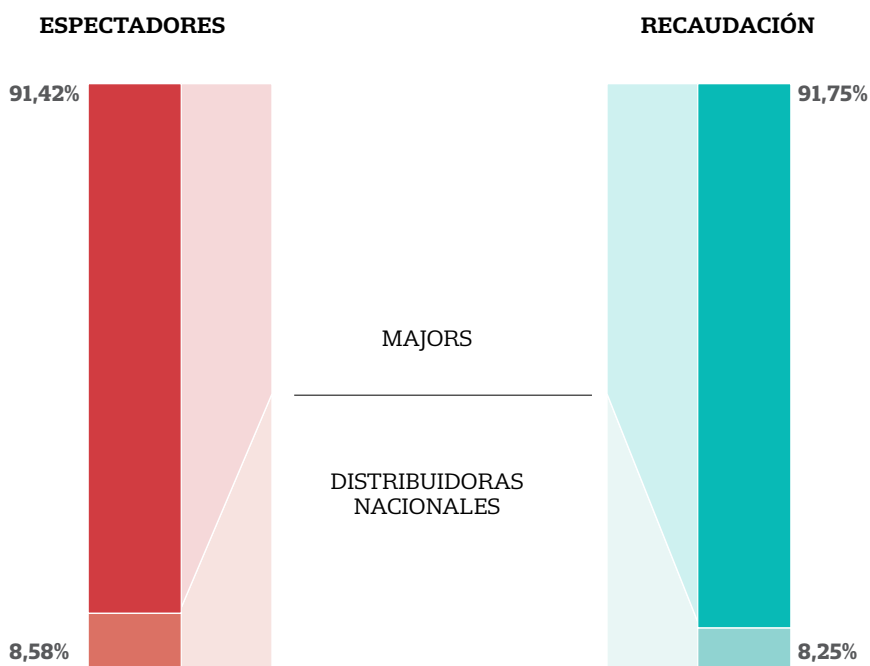 ESPECTADORES
RECAUDACIÓN
91,42%
91,75%
MAJORS
DISTRIBUIDORAS
NACIONALES
8,58%
8,25%